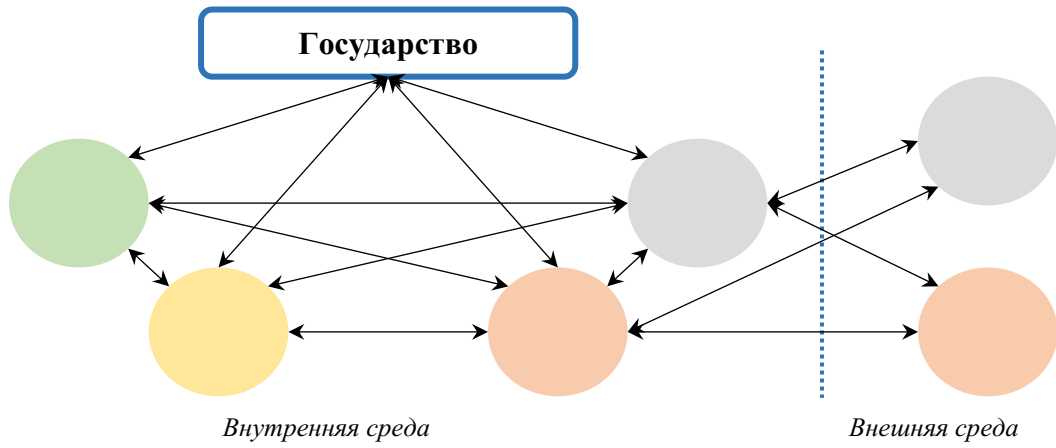 Государство
Внутренняя среда
Внешняя среда